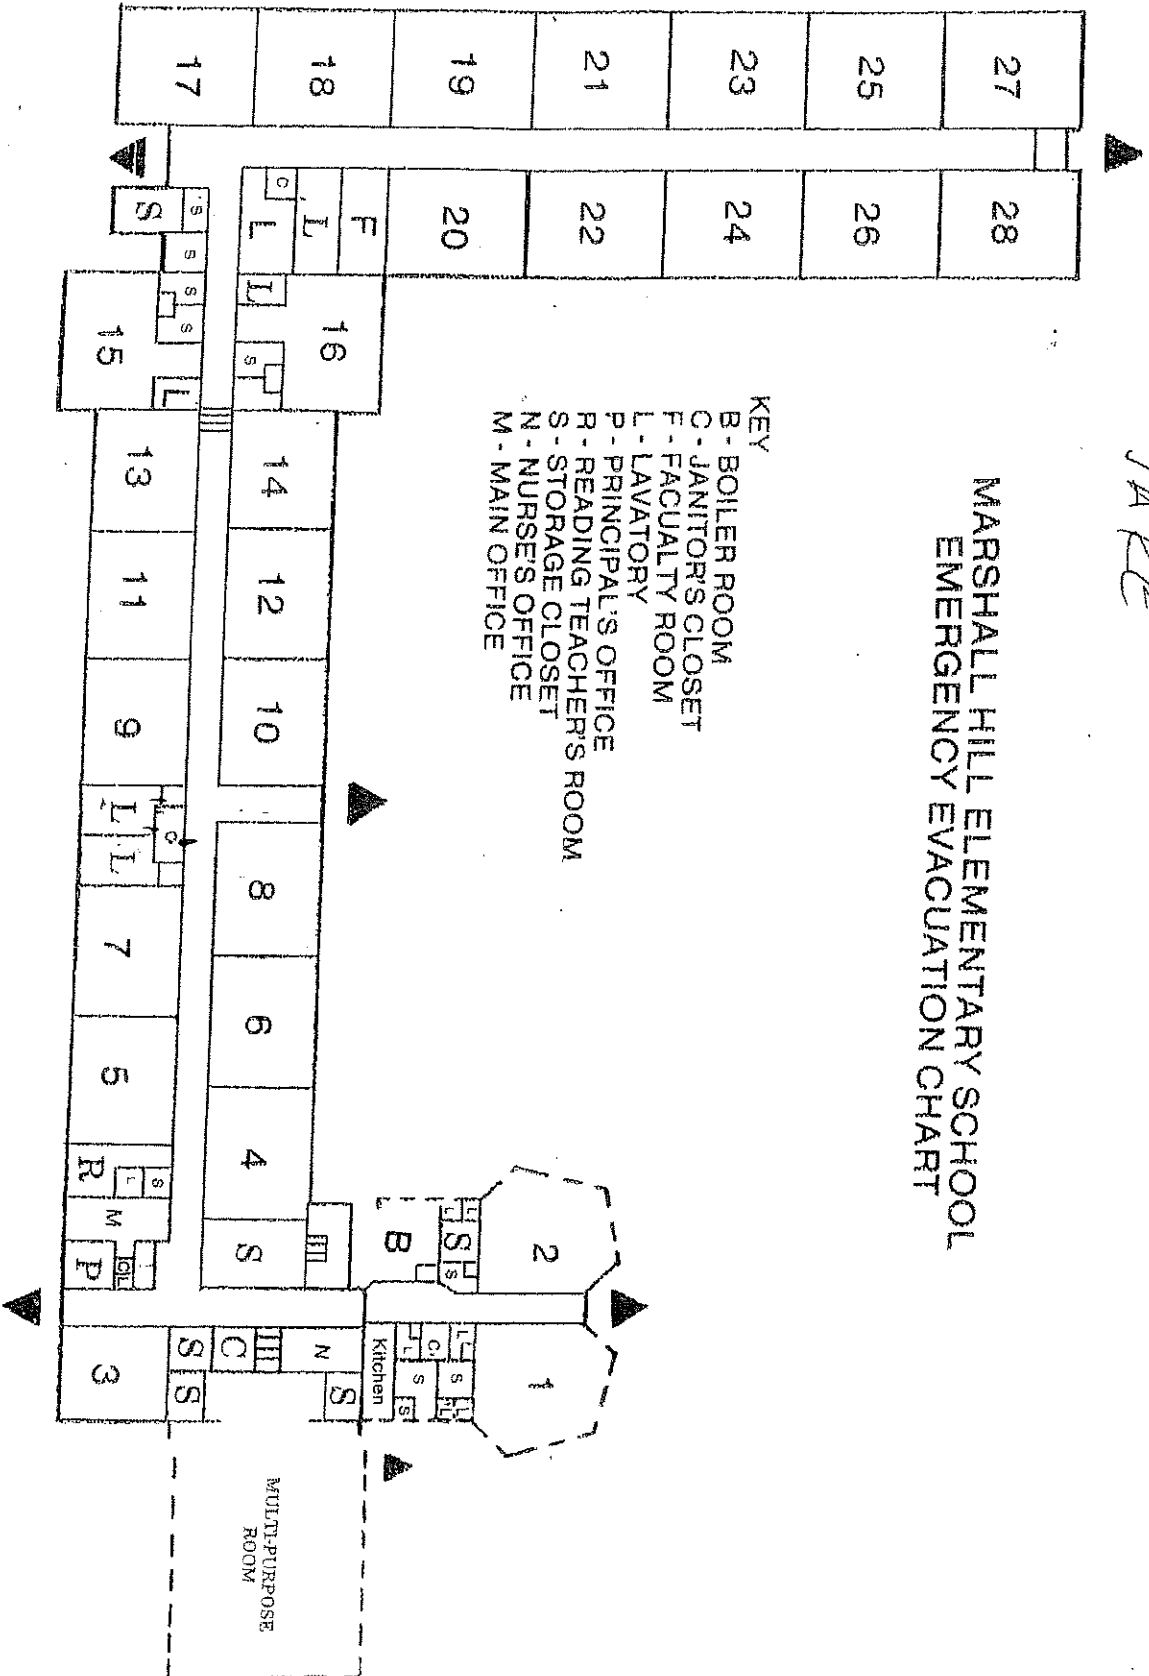 MARSHALL HILL ELEMENTARY SCHOOL
EMERGENCY EVACUATION CHART
KEY
B - BOILER ROOM
C - JANITOR'S CLOSET
F - FACUALTY ROOM
L - LAVATORY
P - PRINCIPAL'S OFFICE
R - READING TEACHER'S ROOM
S - STORAGE CLOSET
N - NURSE'S OFFICE
M - MAIN OFFICE
27
25
23
21
19
18
17
28
26
24
22
20
F
L
L
C
S
S
S
S
S
15
L
16
L
S
14
13
12
11
10
9
L
L
C
8
7
6
5
4
R
L
S
M
P
C
L
S
B
L
L
S
S
2
1
L
L
C
L
S
S
S
L
L
Kitchen
N
C
S
S
S
3
MULTI-PURPOSE
ROOM